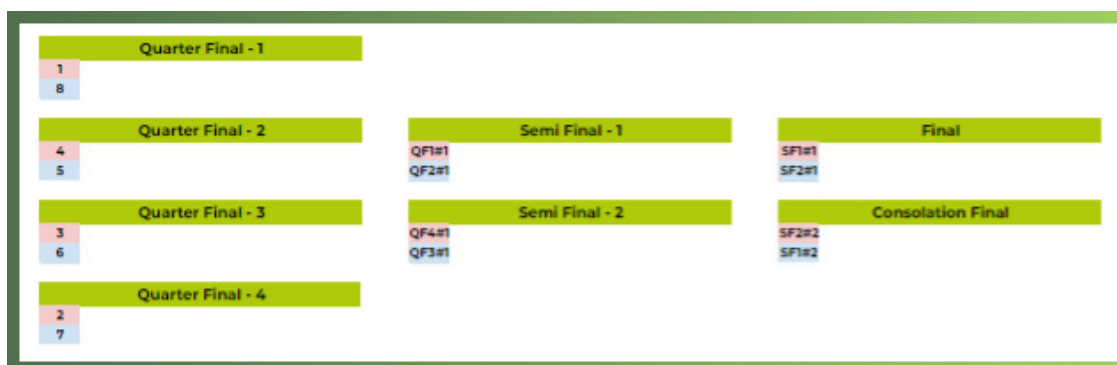 Quarter Final - 1
1
8
Quarter Final - 2
4
5
Quarter Final - 3
3
6
Quarter Final - 4
2
7
Semi Final - 1
QF1#1
QF2#1
Semi Final - 2
QF4#1
QF3#1
Final
SF1#1
SF2#1
Consolation Final
SF2#2
SF1#2